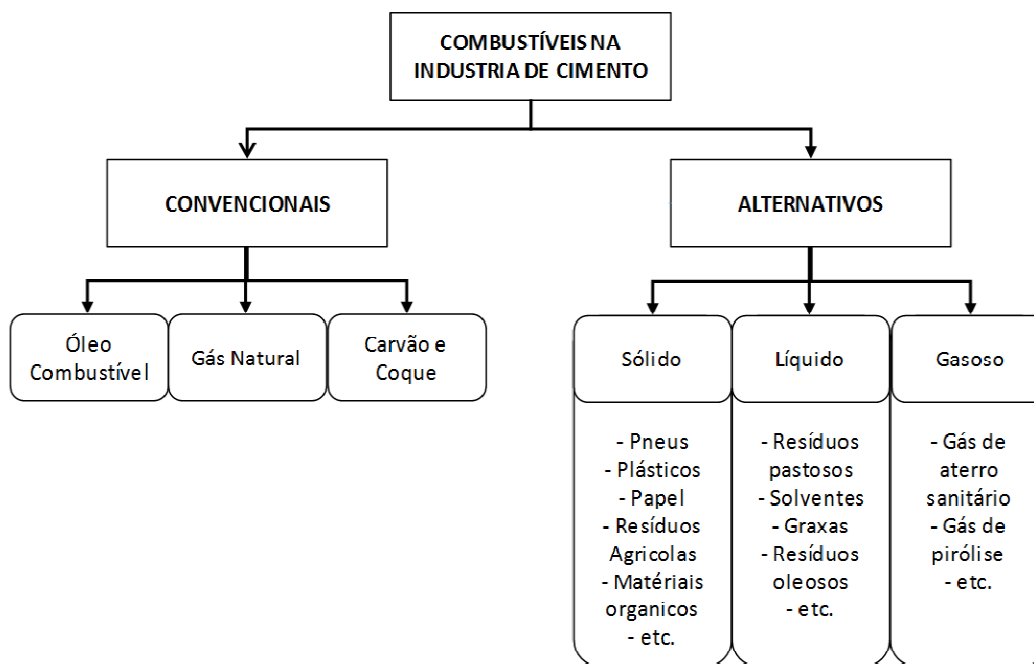 COMBUSTÍVEIS NA
INDUSTRIA DE CIMENTO
CONVENCIONAIS
ALTERNATIVOS
Óleo
Combustível
Gás Natural
Carvão e
Coque
Sólido
Líquido
Gasoso
- Pneus
- Plásticos
- Papel
- Resíduos
Agricolas
- Matériais
organicos
- etc.
- Resíduos
pastosos
- Solventes
- Graxas
- Resíduos
oleosos
- etc.
- Gás de
aterro
sanitário
- Gás de
pirólise
- etc.